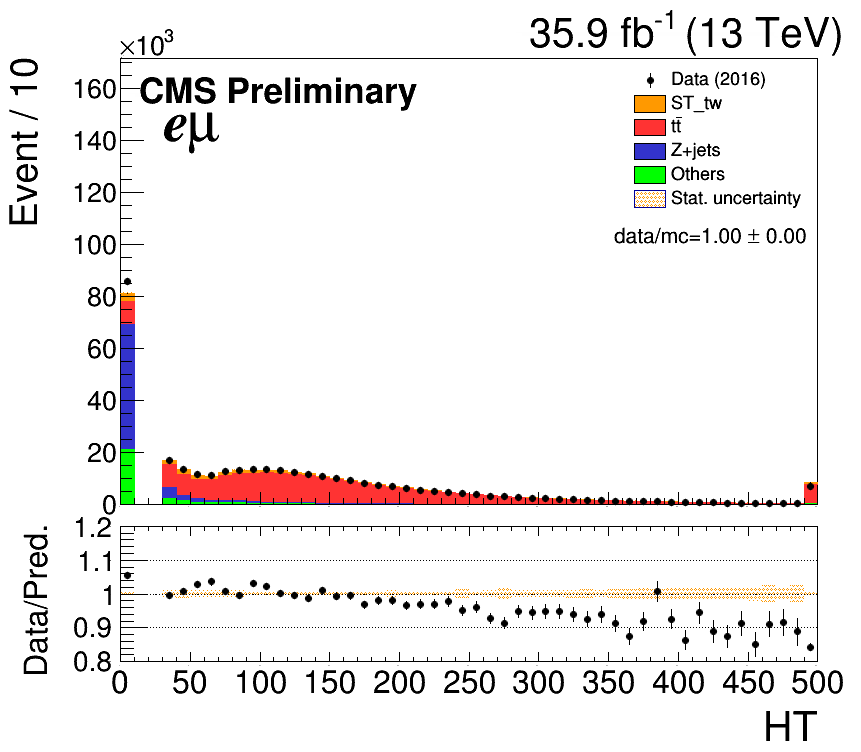 35.9 fb⁻¹ (13 TeV)
×10³
Event / 10
CMS Preliminary
eμ
Data (2016)
ST_tw
tt̄
Z+jets
Others
Stat. uncertainty
data/mc=1.00 ± 0.00
160
140
120
100
80
60
40
20
0
Data/Pred.
1.2
1.1
1
0.9
0.8
0 50 100 150 200 250 300 350 400 450 500
HT